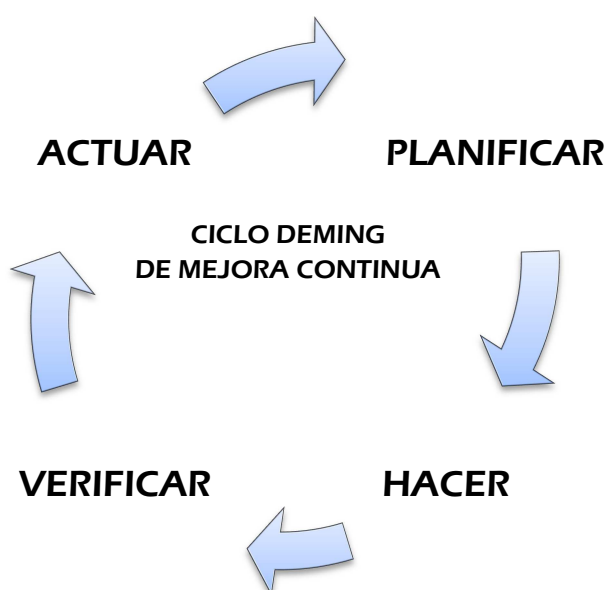 ACTUAR
PLANIFICAR
CICLO DEMING
DE MEJORA CONTINUA
VERIFICAR
HACER